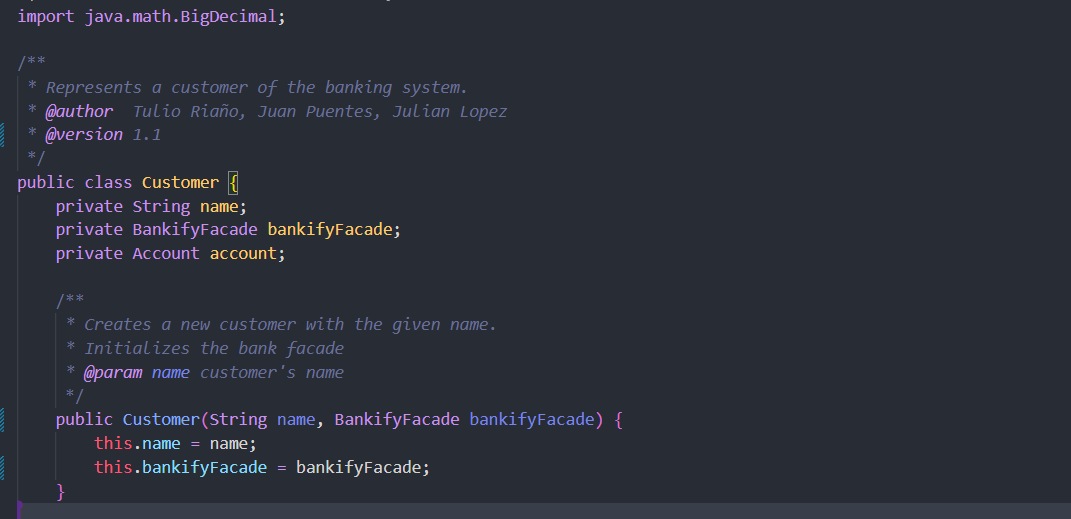 import java.math.BigDecimal;
/**
 * Represents a customer of the banking system.
 * @author  Tulio Riaño, Juan Puentes, Julian Lopez
 * @version 1.1
 */
public class Customer {
    private String name;
    private BankifyFacade bankifyFacade;
    private Account account;
    /**
     * Creates a new customer with the given name.
     * Initializes the bank facade
     * @param name customer's name
     */
    public Customer(String name, BankifyFacade bankifyFacade) {
        this.name = name;
        this.bankifyFacade = bankifyFacade;
    }